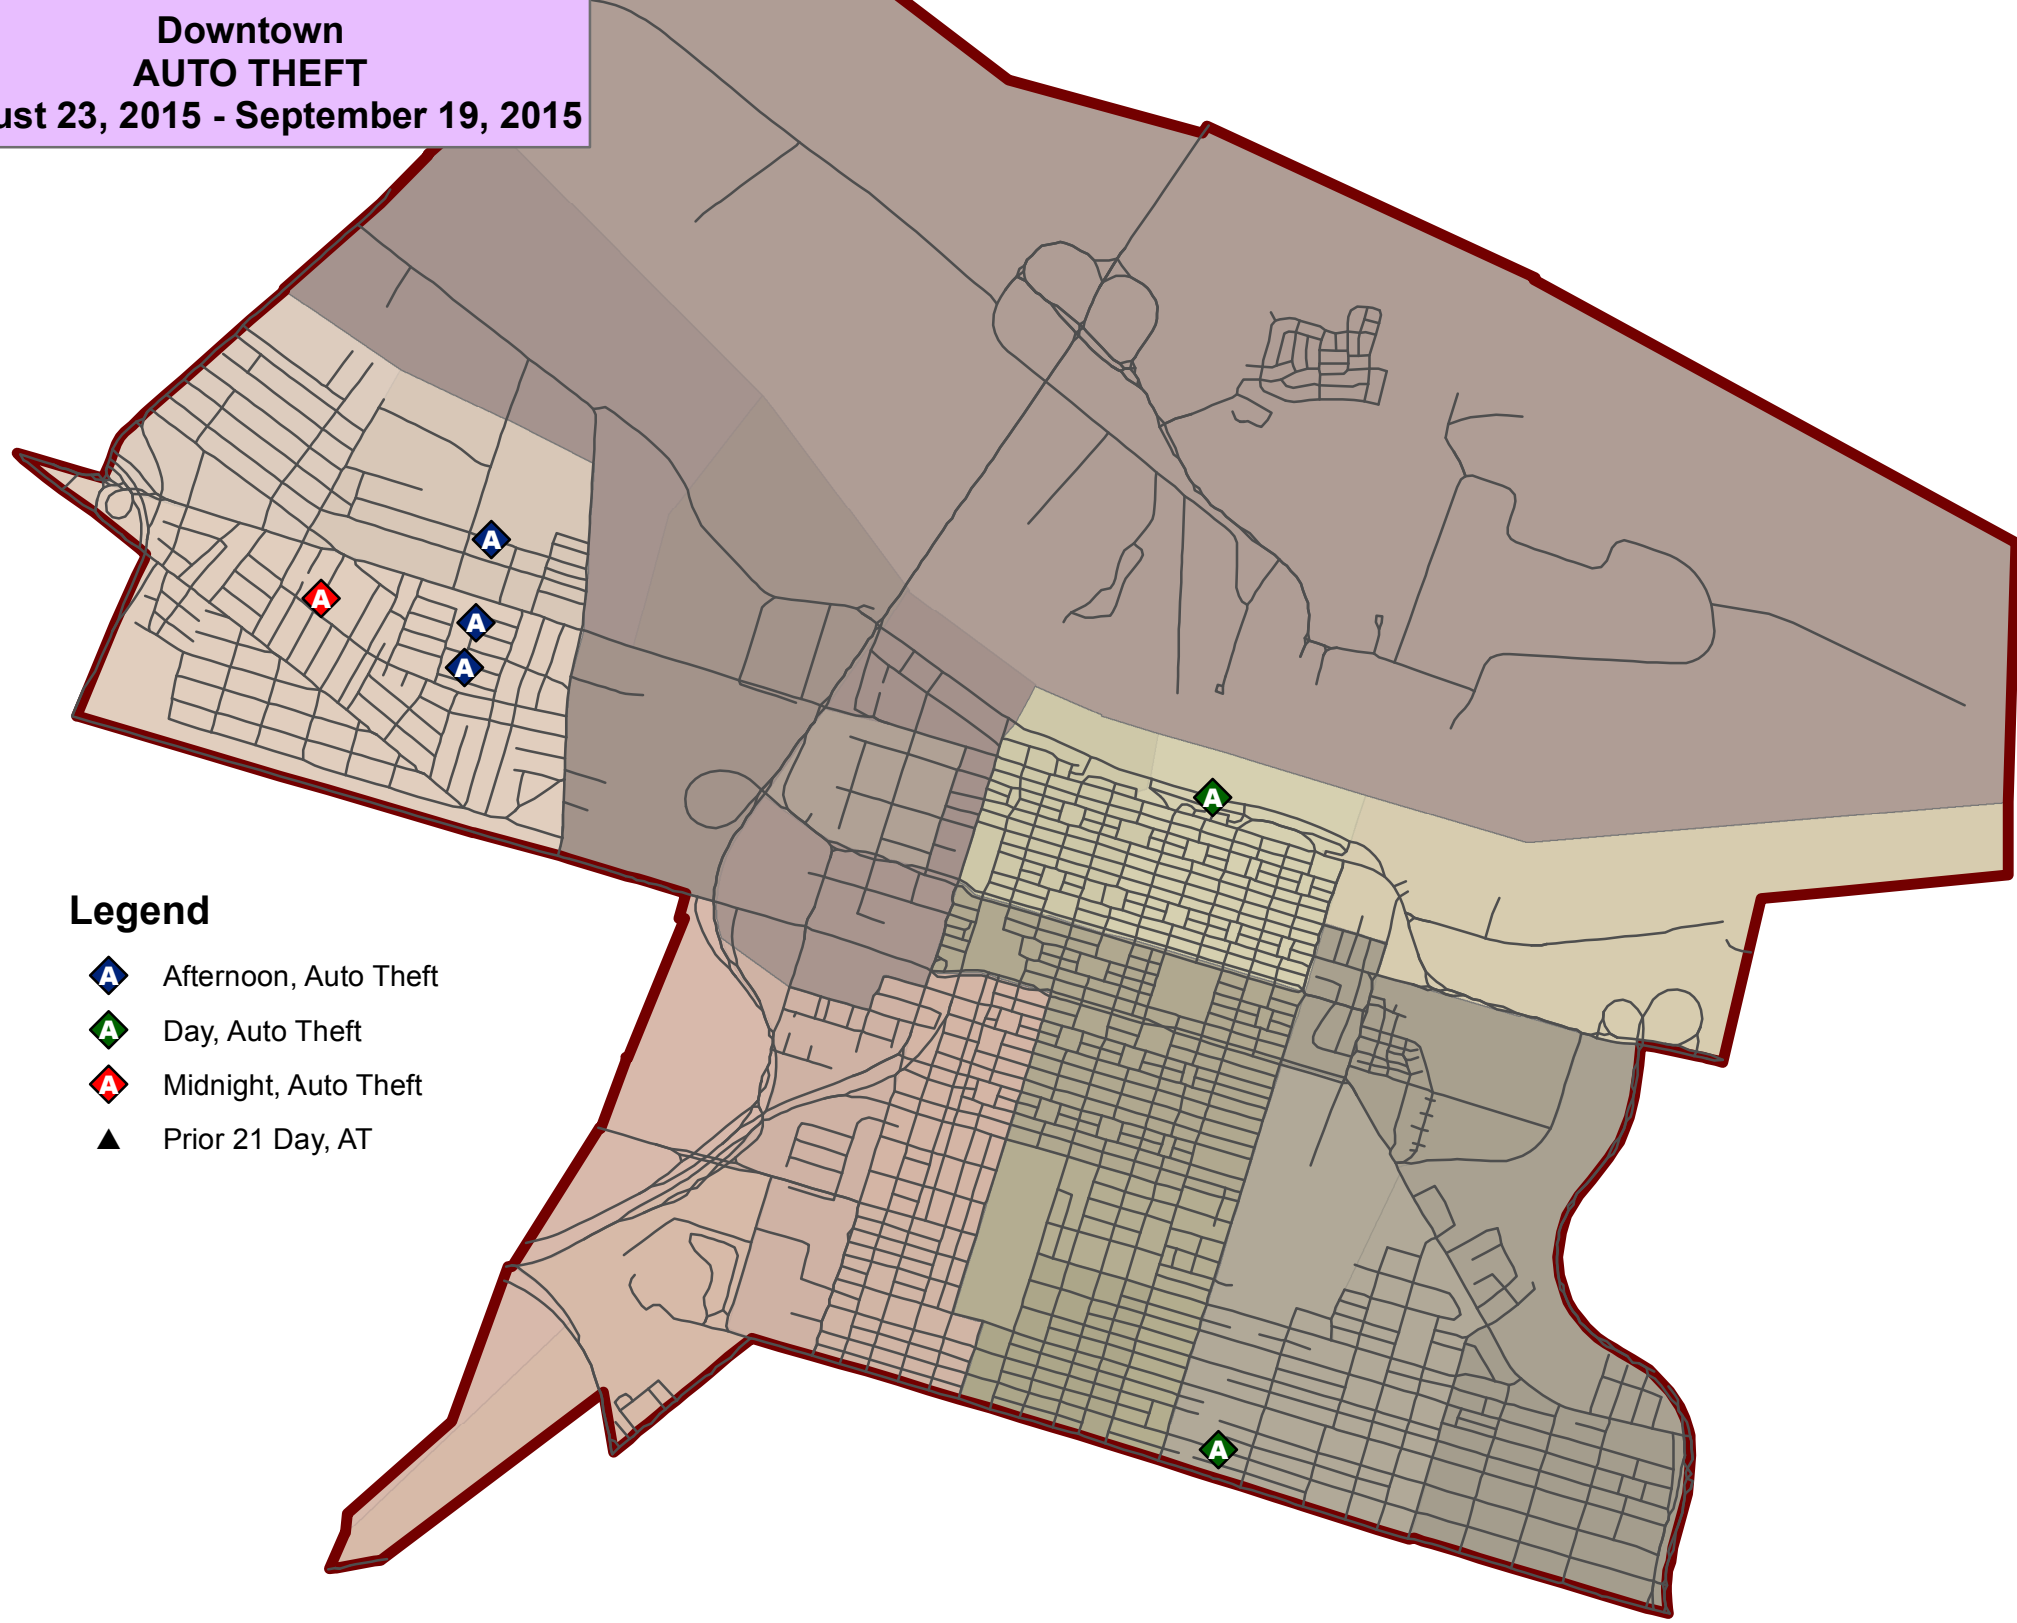 Downtown
AUTO THEFT
23, 2015 - September 19, 2015
A
A
A
A
A
A
Legend
A Afternoon, Auto Theft
A Day, Auto Theft
A Midnight, Auto Theft
Prior 21 Day, AT
A